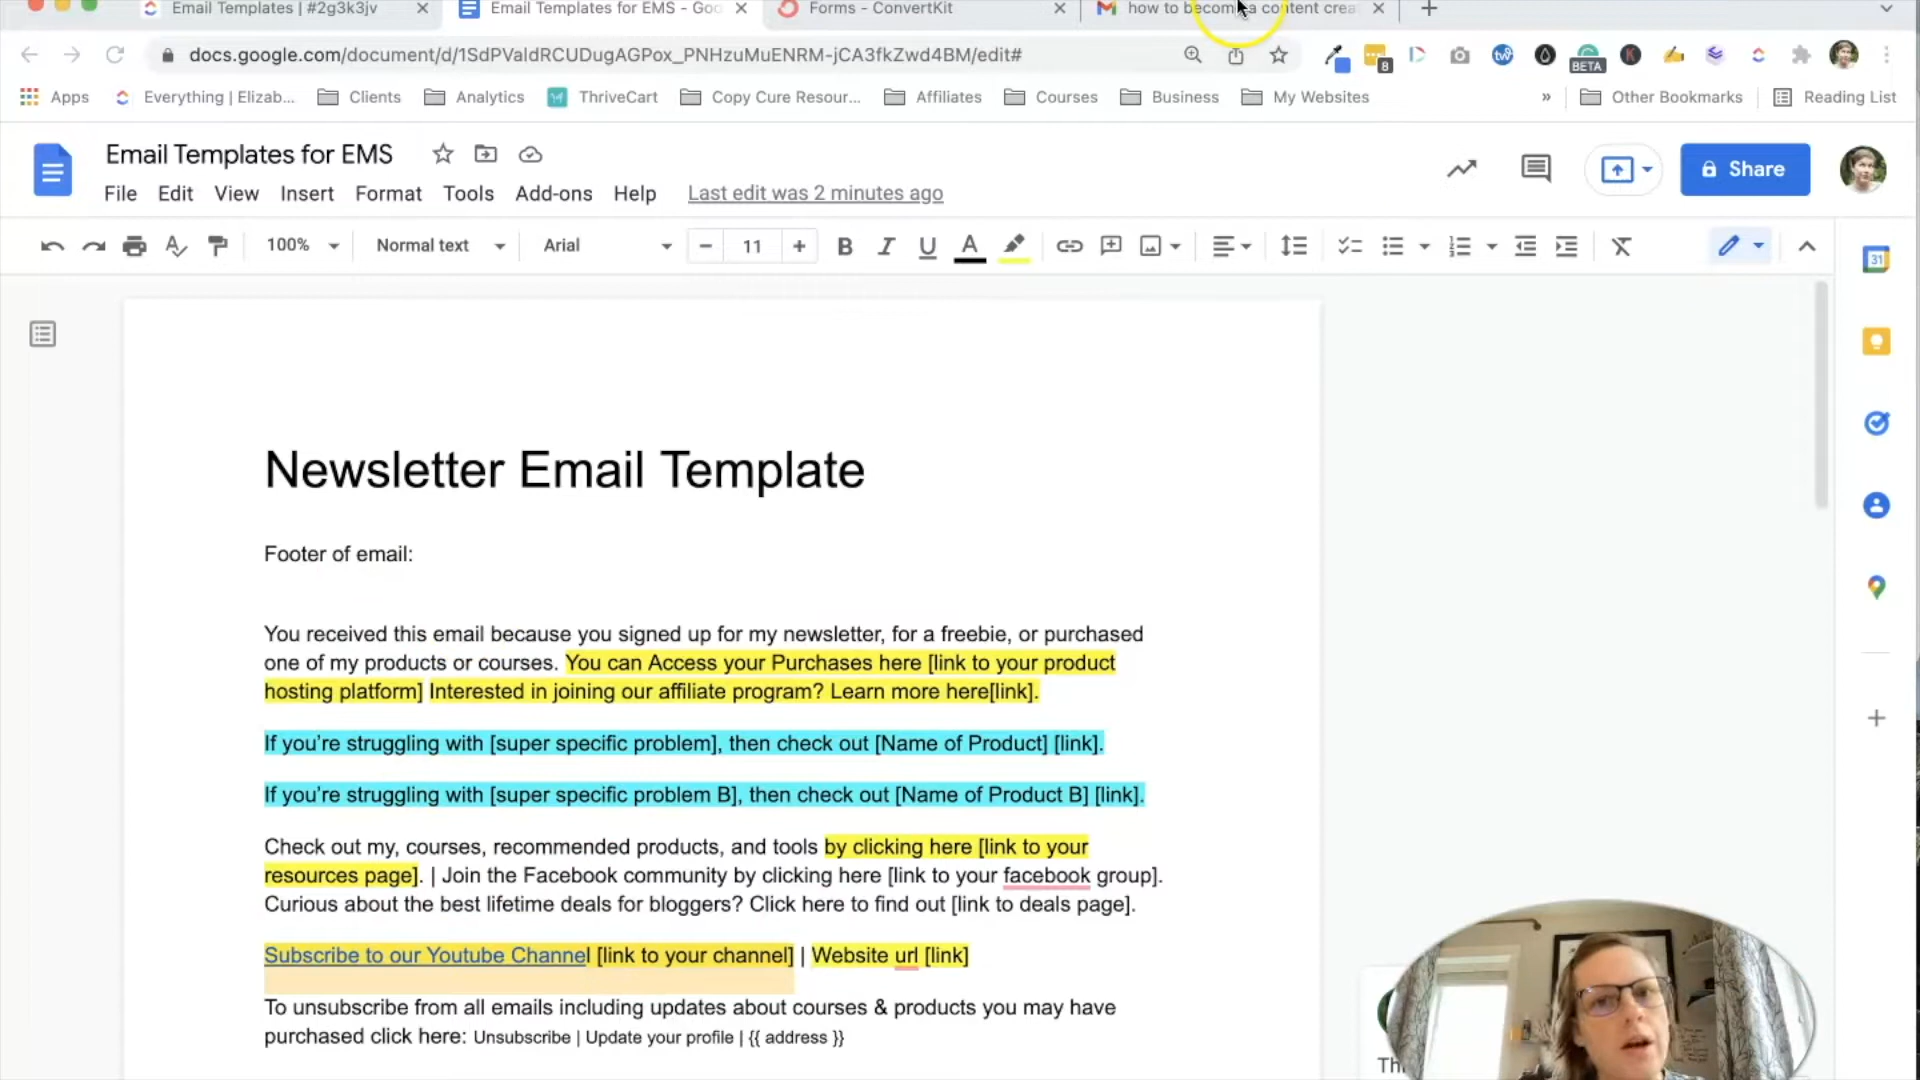 Email Templates | #2g3k3jv
Email Templates for EMS - Goo
Forms - ConvertKit
how to become a content crea
docs.google.com/document/d/1SdPValdRCUDugAGPox_PNHzuMuENRM-jCA3fkZwd4BM/edit#
8
tw
BETA
K
Apps
Everything | Elizab...
Clients
Analytics
ThriveCart
Copy Cure Resour...
Affiliates
Courses
Business
My Websites
»
Other Bookmarks
Reading List
Email Templates for EMS
File Edit View Insert Format Tools Add-ons Help Last edit was 2 minutes ago
Share
100% Normal text Arial 11 B I U A
31
Newsletter Email Template
Footer of email:
You received this email because you signed up for my newsletter, for a freebie, or purchased
one of my products or courses. You can Access your Purchases here [link to your product
hosting platform] Interested in joining our affiliate program? Learn more here[link].
If you're struggling with [super specific problem], then check out [Name of Product] [link].
If you're struggling with [super specific problem B], then check out [Name of Product B] [link].
Check out my, courses, recommended products, and tools by clicking here [link to your
resources page]. | Join the Facebook community by clicking here [link to your facebook group].
Curious about the best lifetime deals for bloggers? Click here to find out [link to deals page].
Subscribe to our Youtube Channel [link to your channel] | Website url [link]
To unsubscribe from all emails including updates about courses & products you may have
purchased click here: Unsubscribe | Update your profile | {{ address }}